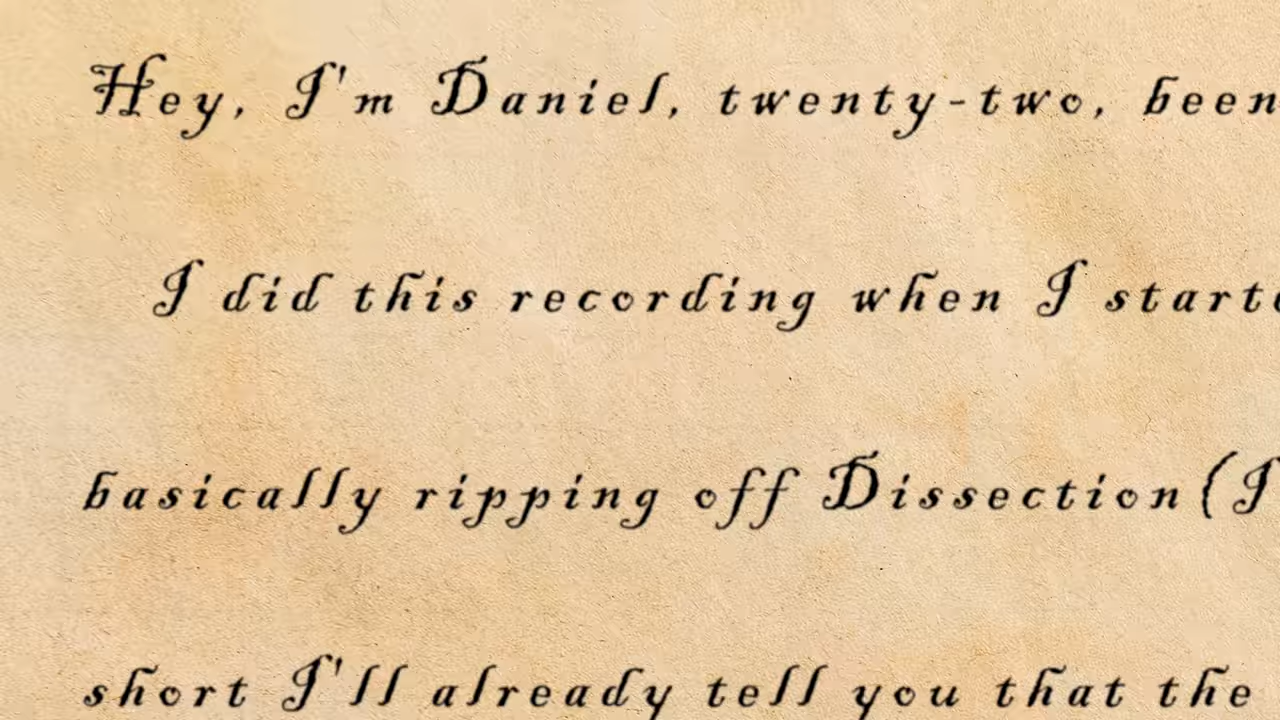 Hey, I'm Daniel, twenty-two, been
I did this recording when I
basically ripping off Dissection(I
short I'll already tell you that the